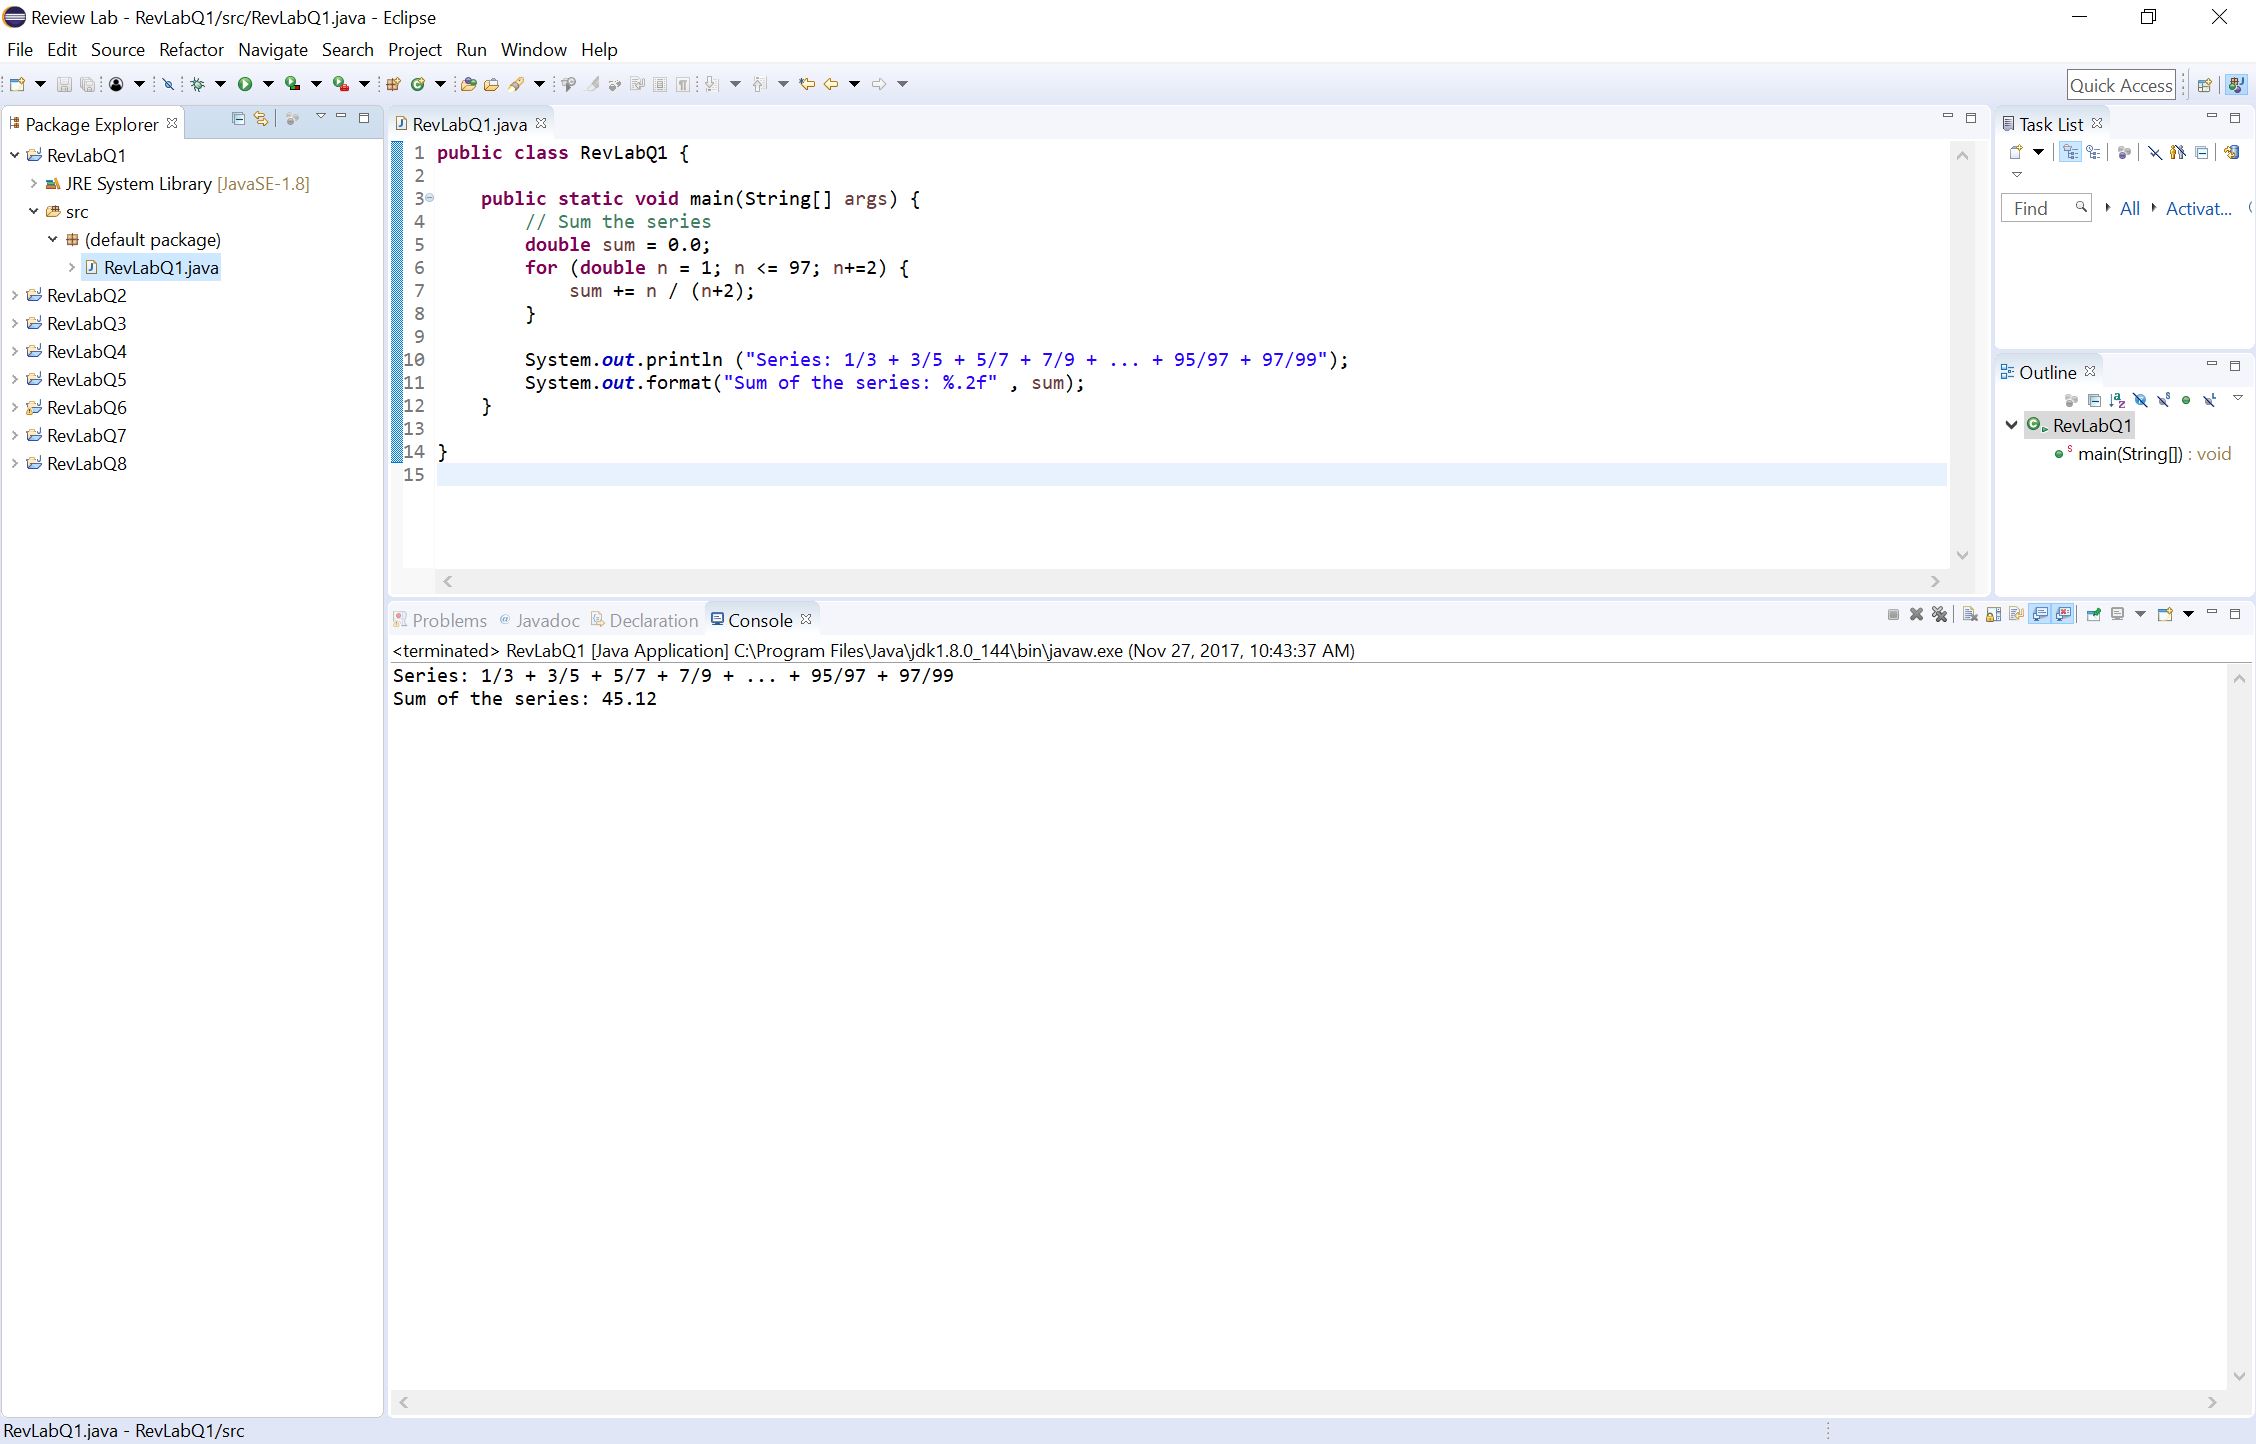 Review Lab - RevLabQ1/src/RevLabQ1.java - Eclipse
File Edit Source Refactor Navigate Search Project Run Window Help
Quick Access
Package Explorer
RevLabQ1
JRE System Library [JavaSE-1.8]
src
(default package)
RevLabQ1.java
RevLabQ2
RevLabQ3
RevLabQ4
RevLabQ5
RevLabQ6
RevLabQ7
RevLabQ8
RevLabQ1.java
1 public class RevLabQ1 {
2
3     public static void main(String[] args) {
4         // Sum the series
5         double sum = 0.0;
6         for (double n = 1; n <= 97; n+=2) {
7             sum += n / (n+2);
8         }
9
10         System.out.println ("Series: 1/3 + 3/5 + 5/7 + 7/9 + ... + 95/97 + 97/99");
11         System.out.format("Sum of the series: %.2f" , sum);
12     }
13
14 }
15
Task List
Find All Activat...
Outline
RevLabQ1
main(String[]) : void
Problems @ Javadoc Declaration Console
<terminated> RevLabQ1 [Java Application] C:\Program Files\Java\jdk1.8.0_144\bin\javaw.exe (Nov 27, 2017, 10:43:37 AM)
Series: 1/3 + 3/5 + 5/7 + 7/9 + ... + 95/97 + 97/99
Sum of the series: 45.12
RevLabQ1.java - RevLabQ1/src